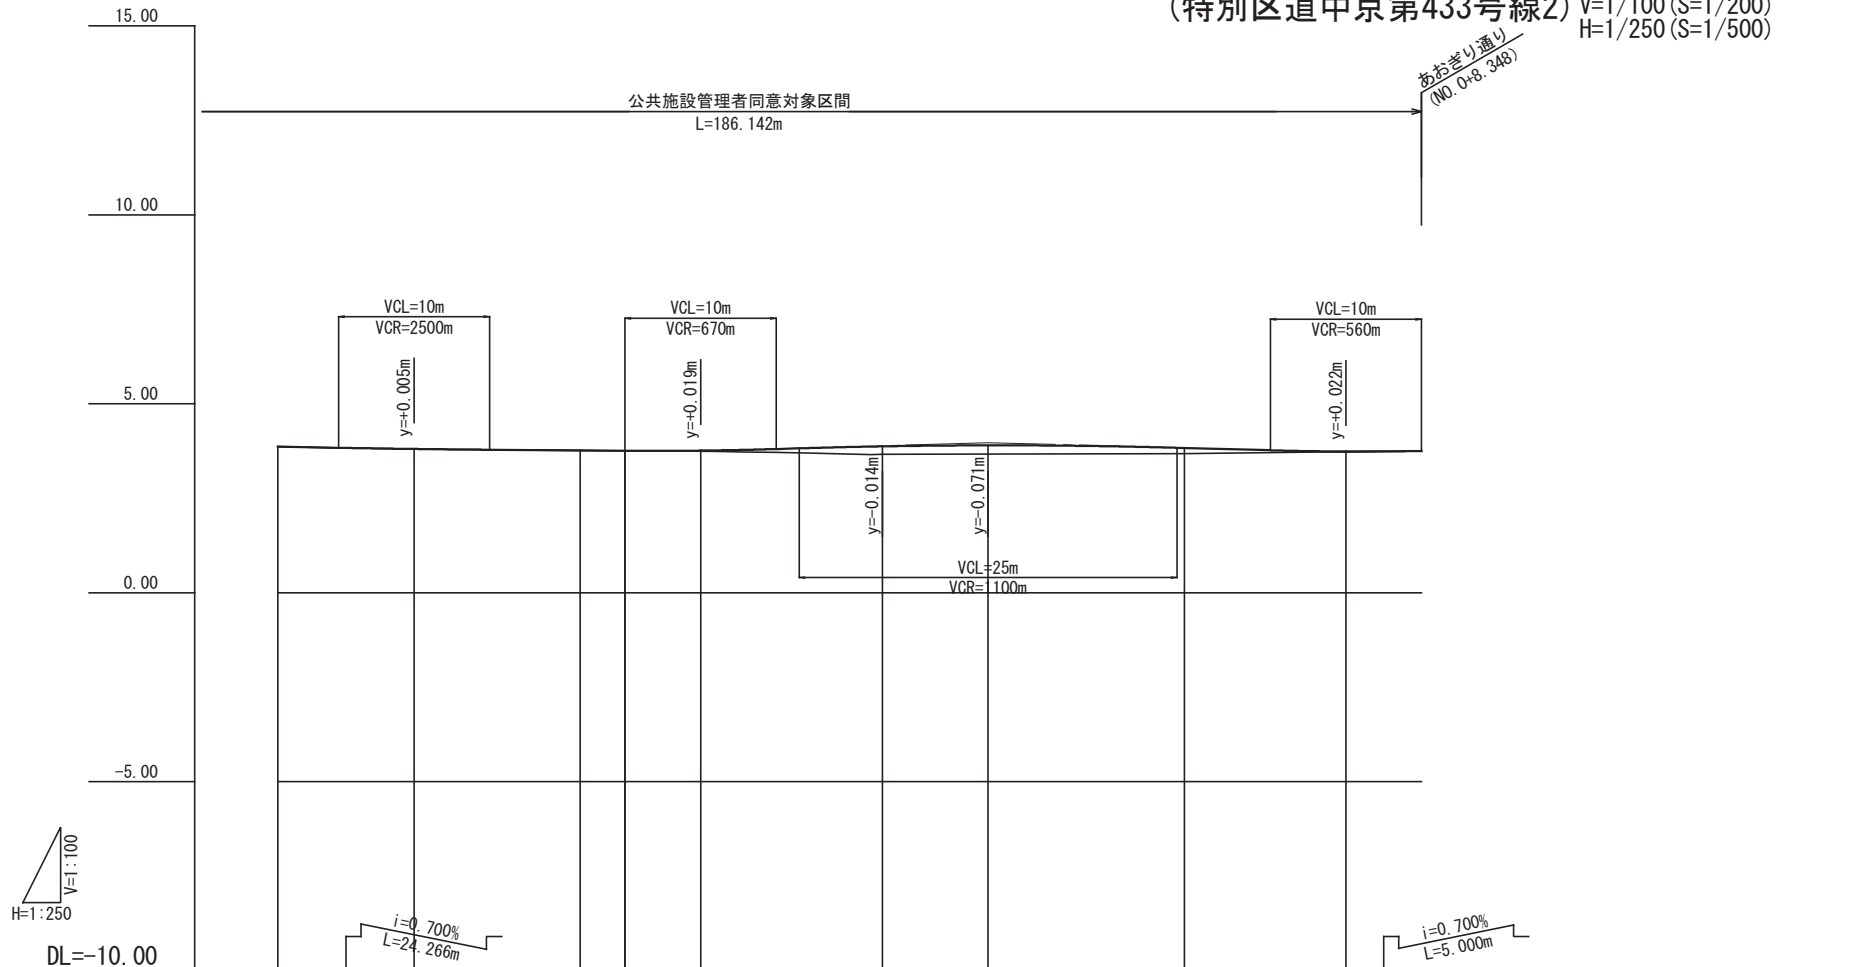 (特別区道中京第433号線2)
V=1/100(S=1/200)
H=1/250(S=1/500)
15.00
あおぎり通り
(NO.0+8.348)
公共施設管理者同意対象区間
L=186.142m
10.00
VCL=10m
VCR=2500m
VCL=10m
VCR=670m
VCL=10m
VCR=560m
5.00
y=+0.005m
y=+0.019m
y=+0.022m
y=-0.014m
y=-0.071m
VCL=25m
VCR=1100m
0.00
-5.00
V=1:100
H=1:250
i=0.700%
L=24.266m
i=0.700%
L=5.000m
DL=-10.00